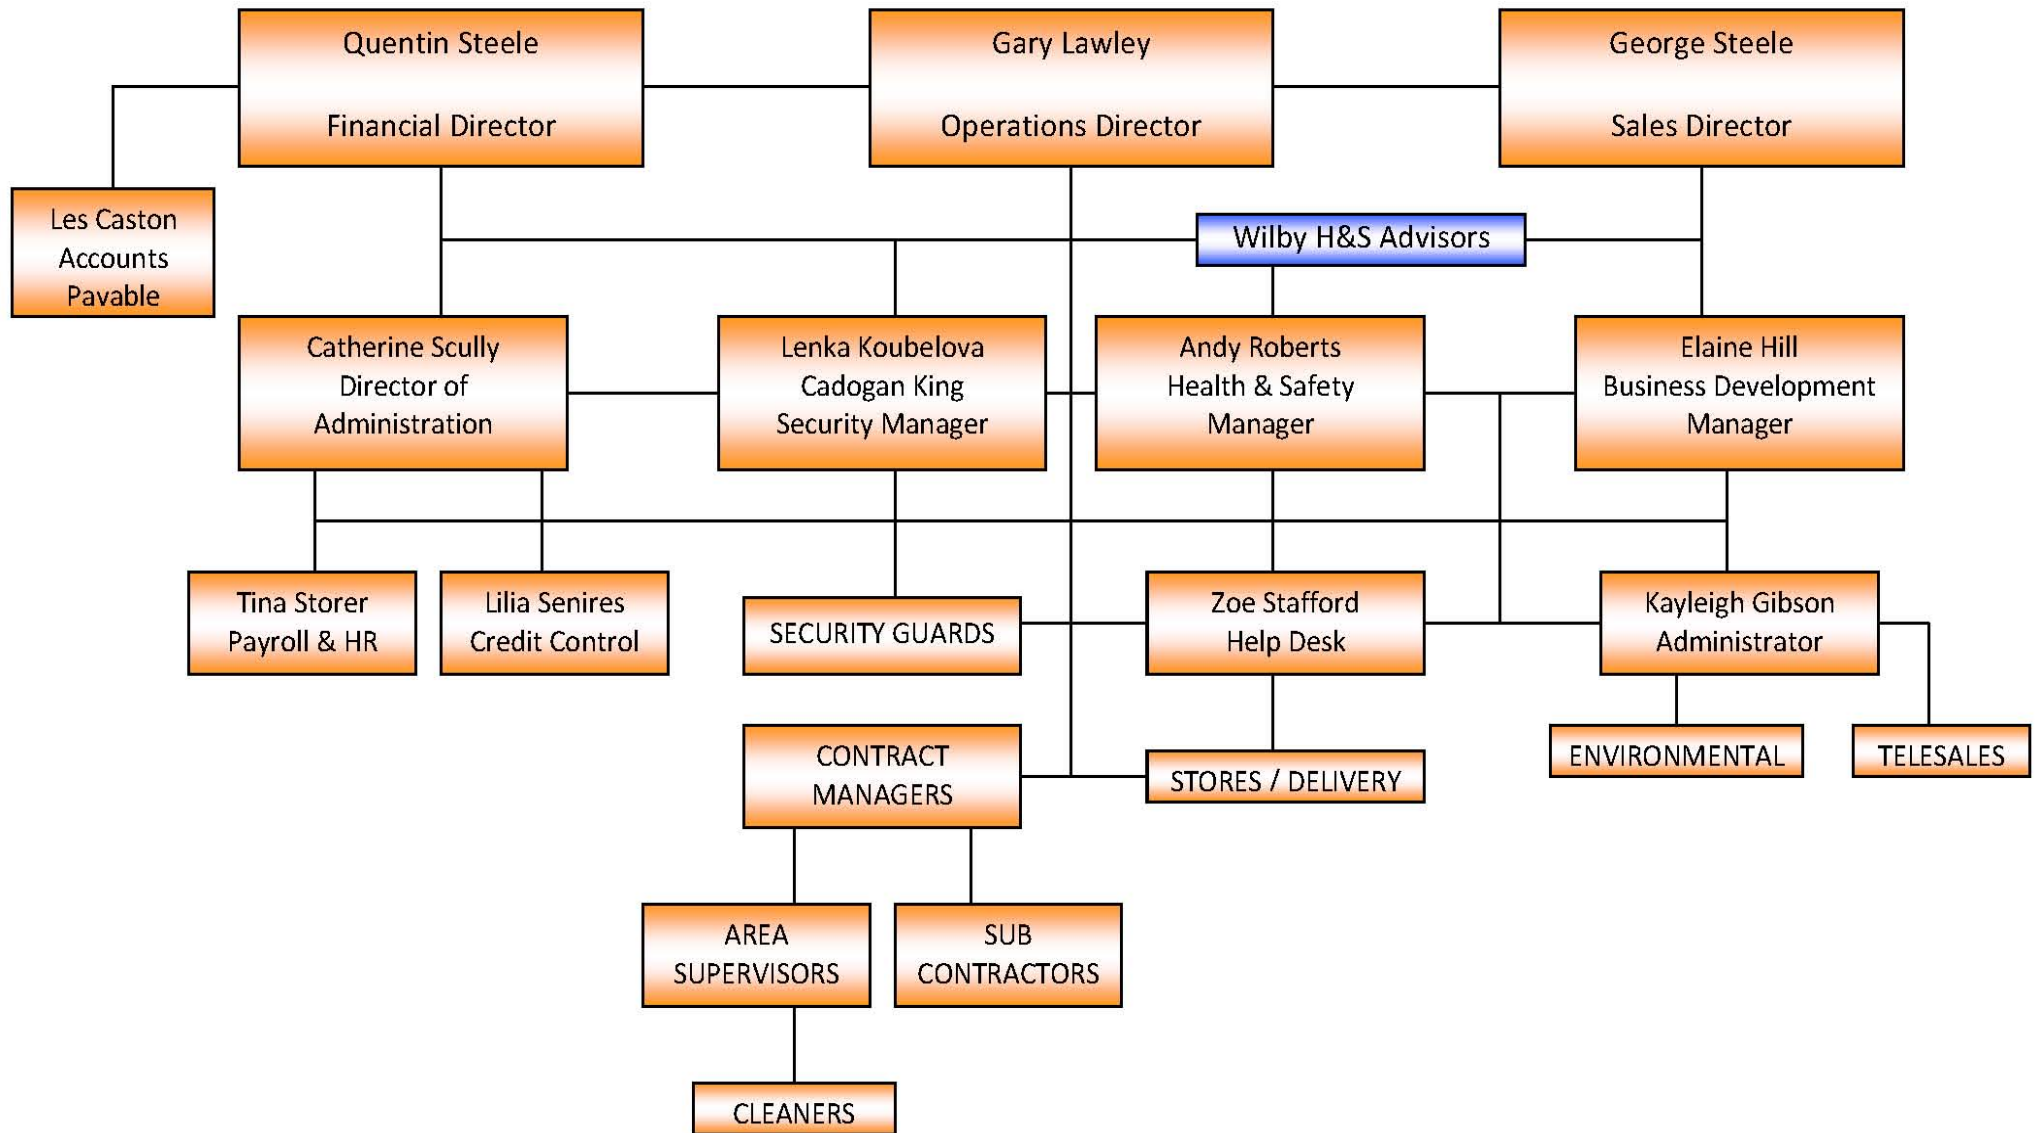 Quentin Steele
Financial Director
Gary Lawley
Operations Director
George Steele
Sales Director
Les Caston
Accounts
Pavable
Wilby H&S Advisors
Catherine Scully
Director of
Administration
Lenka Koubelova
Cadogan King
Security Manager
Andy Roberts
Health & Safety
Manager
Elaine Hill
Business Development
Manager
Tina Storer
Payroll & HR
Lilia Senires
Credit Control
SECURITY GUARDS
Zoe Stafford
Help Desk
Kayleigh Gibson
Administrator
CONTRACT
MANAGERS
STORES / DELIVERY
ENVIRONMENTAL
TELESALES
AREA
SUPERVISORS
SUB
CONTRACTORS
CLEANERS